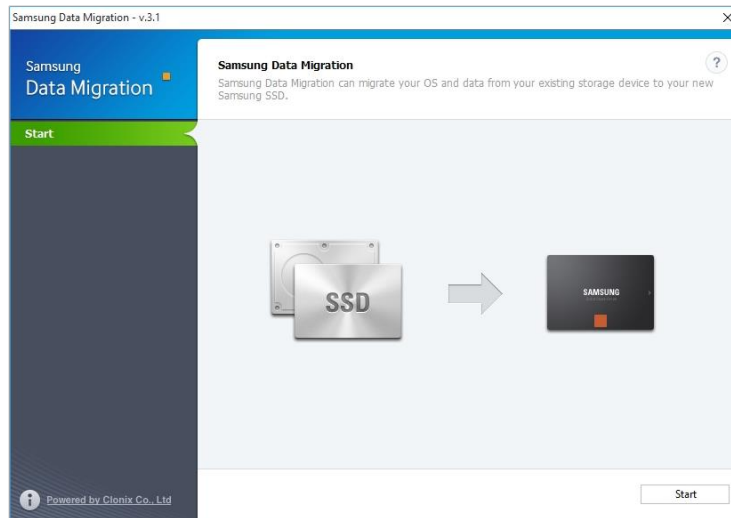 Samsung Data Migration - v.3.1
Samsung
Data Migration
Samsung Data Migration
Samsung Data Migration can migrate your OS and data from your existing storage device to your new
Samsung SSD.
?
Start
SSD
SAMSUNG
Powered by Clonix Co., Ltd
Start